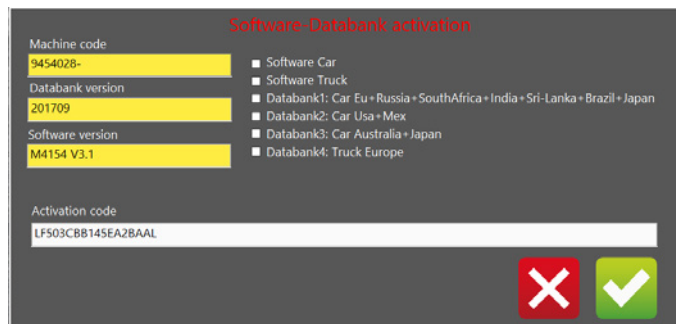 Software-Databank activation
Machine code
9454028-
Databank version
201709
Software version
M4154 V3.1
Software Car
Software Truck
Databank1: Car Eu+Russia+SouthAfrica+India+Sri-Lanka+Brazil+Japan
Databank2: Car Usa+Mex
Databank3: Car Australia+Japan
Databank4: Truck Europe
Activation code
LF503CBB145EA2BAAL